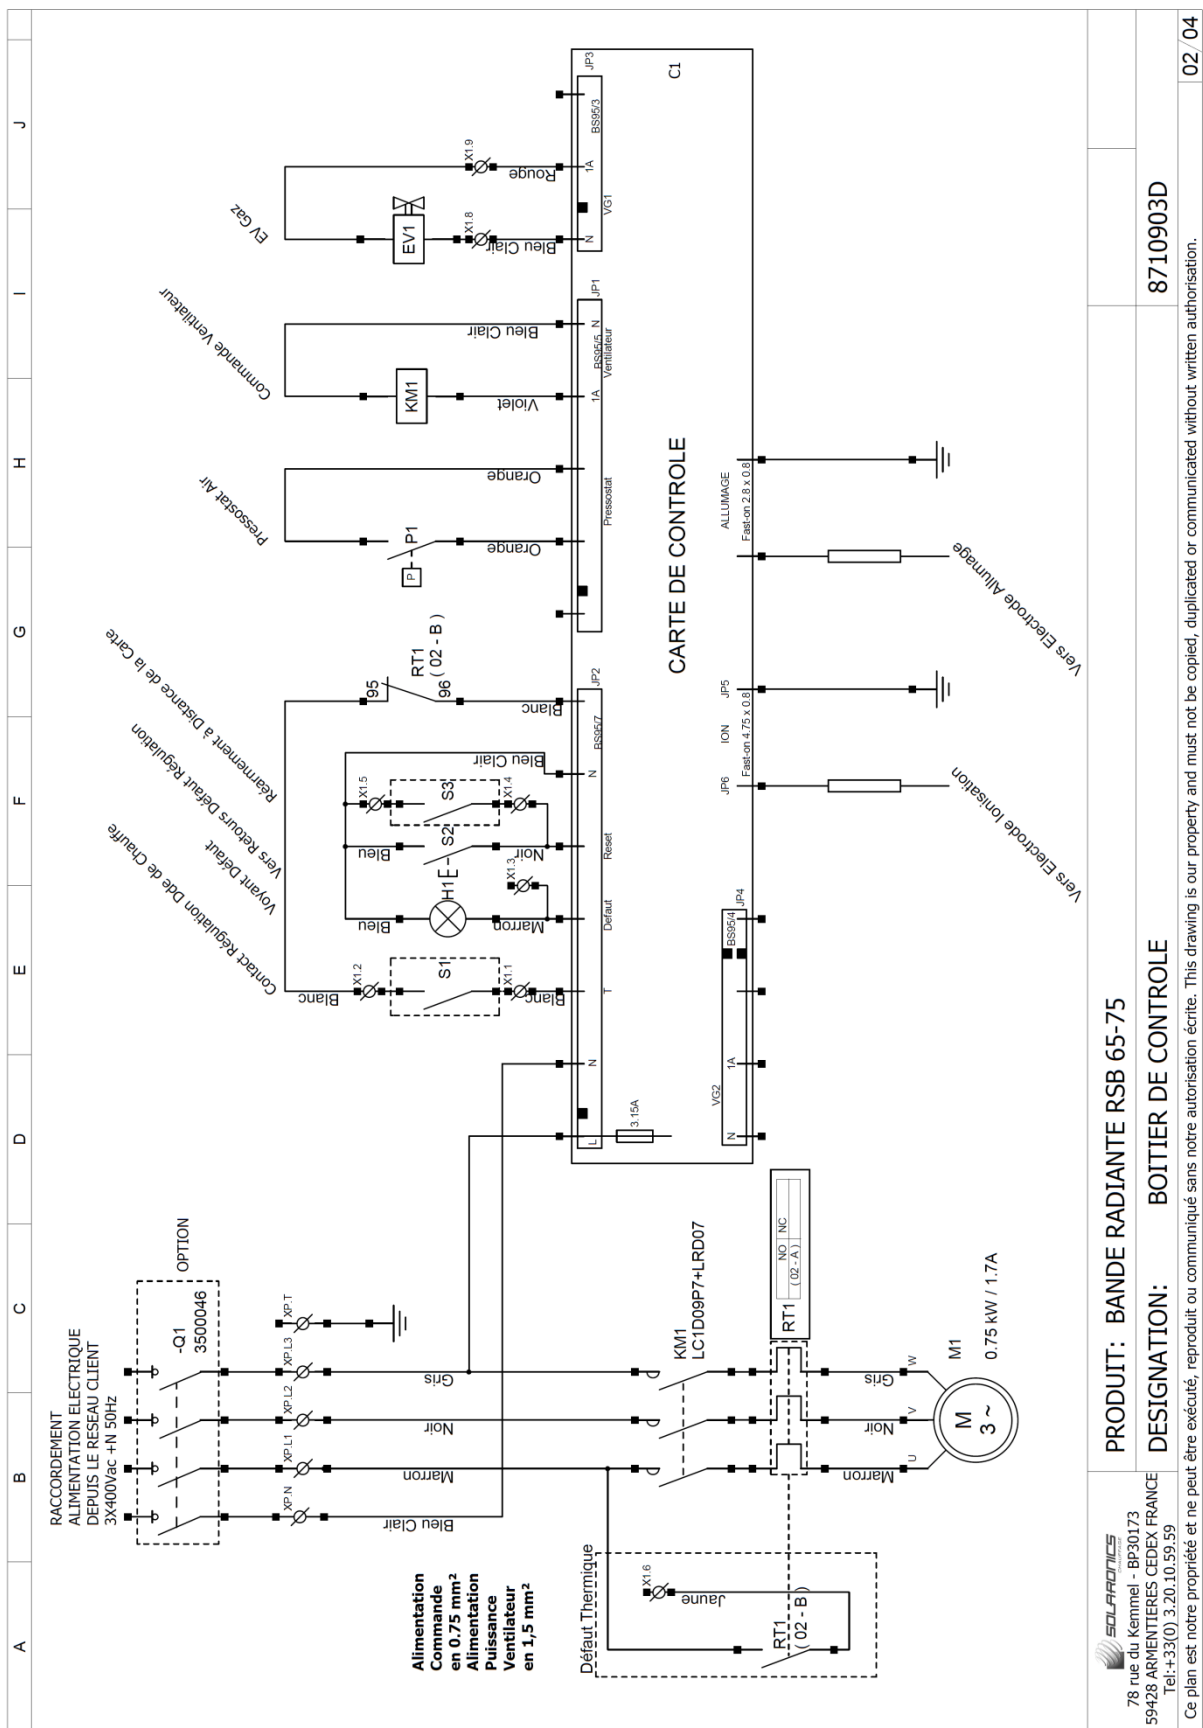 A
B
C
D
E
F
G
H
I
J
RACCORDEMENT
ALIMENTATION ELECTRIQUE
DEPUIS LE RESEAU CLIENT
3X400Vac +N 50Hz
OPTION
-Q1
3500046
XP.N
XP.L1
XP.L2
XP.L3
XP.T
Bleu Clair
Marron
Noir
Gris
Alimentation
Commande
en 0.75 mm²
Alimentation
Puissance
Ventilateur
en 1,5 mm²
Défaut Thermique
X1.6
Jaune
RT1
( 02 - B )
KM1
LC1D09P7+LRD07
RT1
NO
NC
( 02 - A )
Marron
Noir
Gris
U
V
W
M
3 ~
M1
0.75 kW / 1.7A
Contact Régulation Dde de Chauffe
Voyant Défaut
Vers Retours Défaut Régulation
Réarmement à Distance de la Carte
Pressostat Air
Commande Ventilateur
EV Gaz
Blanc
X1.2
S1
X1.1
Blanc
Bleu
H1
Marron
X1.3
Bleu
E
S2
Noir
X1.5
S3
X1.4
Bleu Clair
95
96
RT1
( 02 - B )
Blanc
P
P1
Orange
Orange
KM1
Violet
Bleu Clair
EV1
X1.8
Bleu Clair
X1.9
Rouge
L
N
T
Defaut
Reset
N
BS95/7
JP2
Pressostat
1A
N
BS95/5
Ventilateur
JP1
N
VG1
1A
BS95/3
JP3
3.15A
C1
CARTE DE CONTROLE
VG2
N
1A
BS95/4
JP4
JP6
ION
JP5
Fast-on 4.75 x 0.8
ALLUMAGE
Fast-on 2.8 x 0.8
Vers Electrode Ionisation
Vers Electrode Allumage
SOLARONICS
78 rue du Kemmel - BP30173
59428 ARMENTIERES CEDEX FRANCE
Tel:+33(0) 3.20.10.59.59
PRODUIT: BANDE RADIANTE RSB 65-75
DESIGNATION: BOITIER DE CONTROLE
8710903D
Ce plan est notre propriété et ne peut être exécuté, reproduit ou communiqué sans notre autorisation écrite. This drawing is our property and must not be copied, duplicated or communicated without written authorisation.
02/04